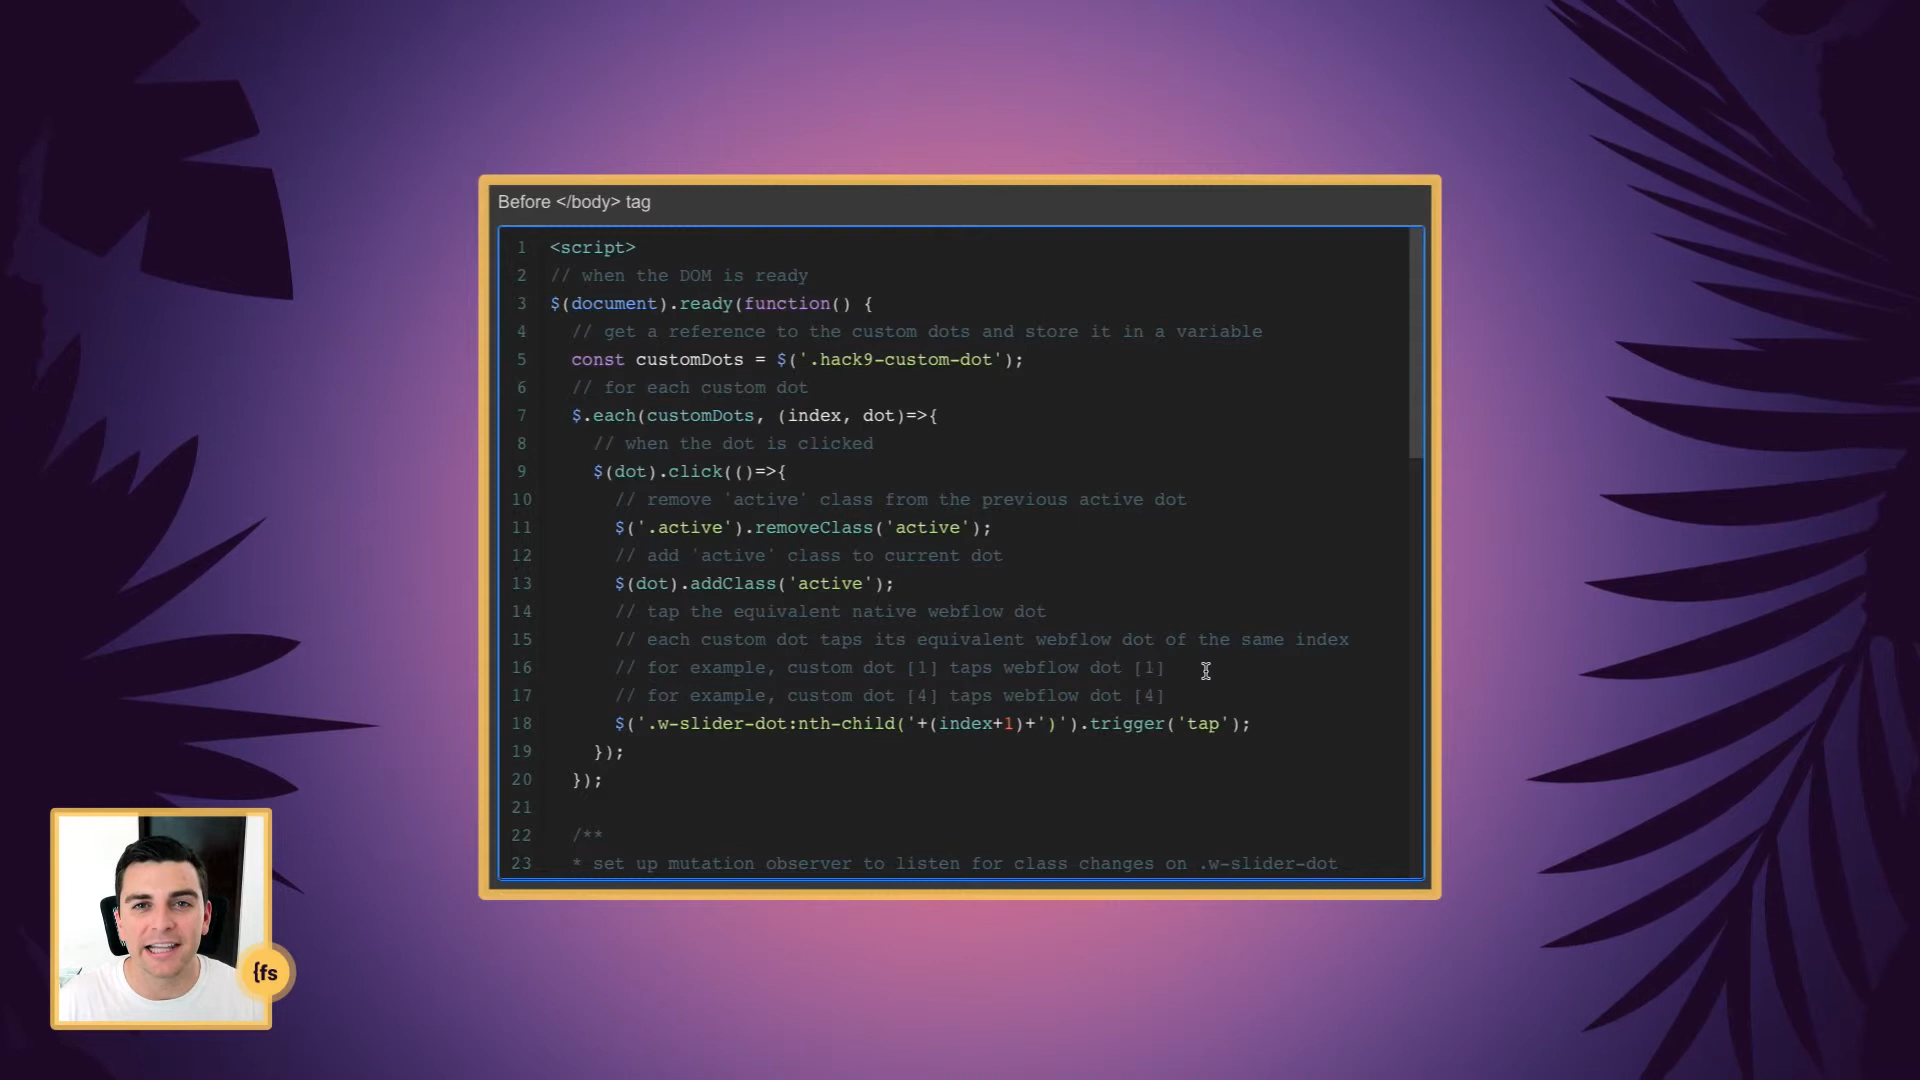 Before </body> tag
1 <script>
2 // when the DOM is ready
3 $(document).ready(function() {
4 // get a reference to the custom dots and store it in a variable
5 const customDots = $('.hack9-custom-dot');
6 // for each custom dot
7 $.each(customDots, (index, dot)=>{
8 // when the dot is clicked
9 $(dot).click(()=>{
10 // remove 'active' class from the previous active dot
11 $('.active').removeClass('active');
12 // add 'active' class to current dot
13 $(dot).addClass('active');
14 // tap the equivalent native webflow dot
15 // each custom dot taps its equivalent webflow dot of the same index
16 // for example, custom dot [1] taps webflow dot [1]
17 // for example, custom dot [4] taps webflow dot [4]
18 $('.w-slider-dot:nth-child('+(index+1)+')').trigger('tap');
19 });
20 });
21
22 /**
23 * set up mutation observer to listen for class changes on .w-slider-dot
{fs